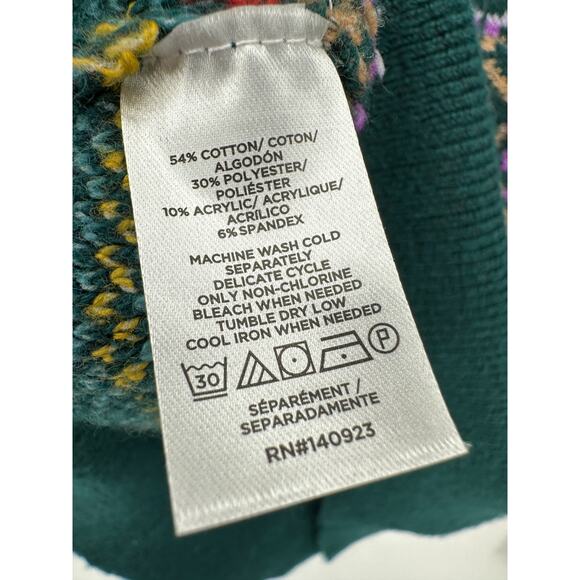 54% COTTON/ COTON/
ALGODÓN
30% POLYESTER/
POLIÉSTER
10% ACRYLIC/ ACRYLIQUE/
ACRÍLICO
6% SPANDEX
MACHINE WASH COLD
SEPARATELY
DELICATE CYCLE
ONLY NON-CHLORINE
BLEACH WHEN NEEDED
TUMBLE DRY LOW
COOL IRON WHEN NEEDED
30 P
SÉPARÉMENT /
SEPARADAMENTE
RN#140923